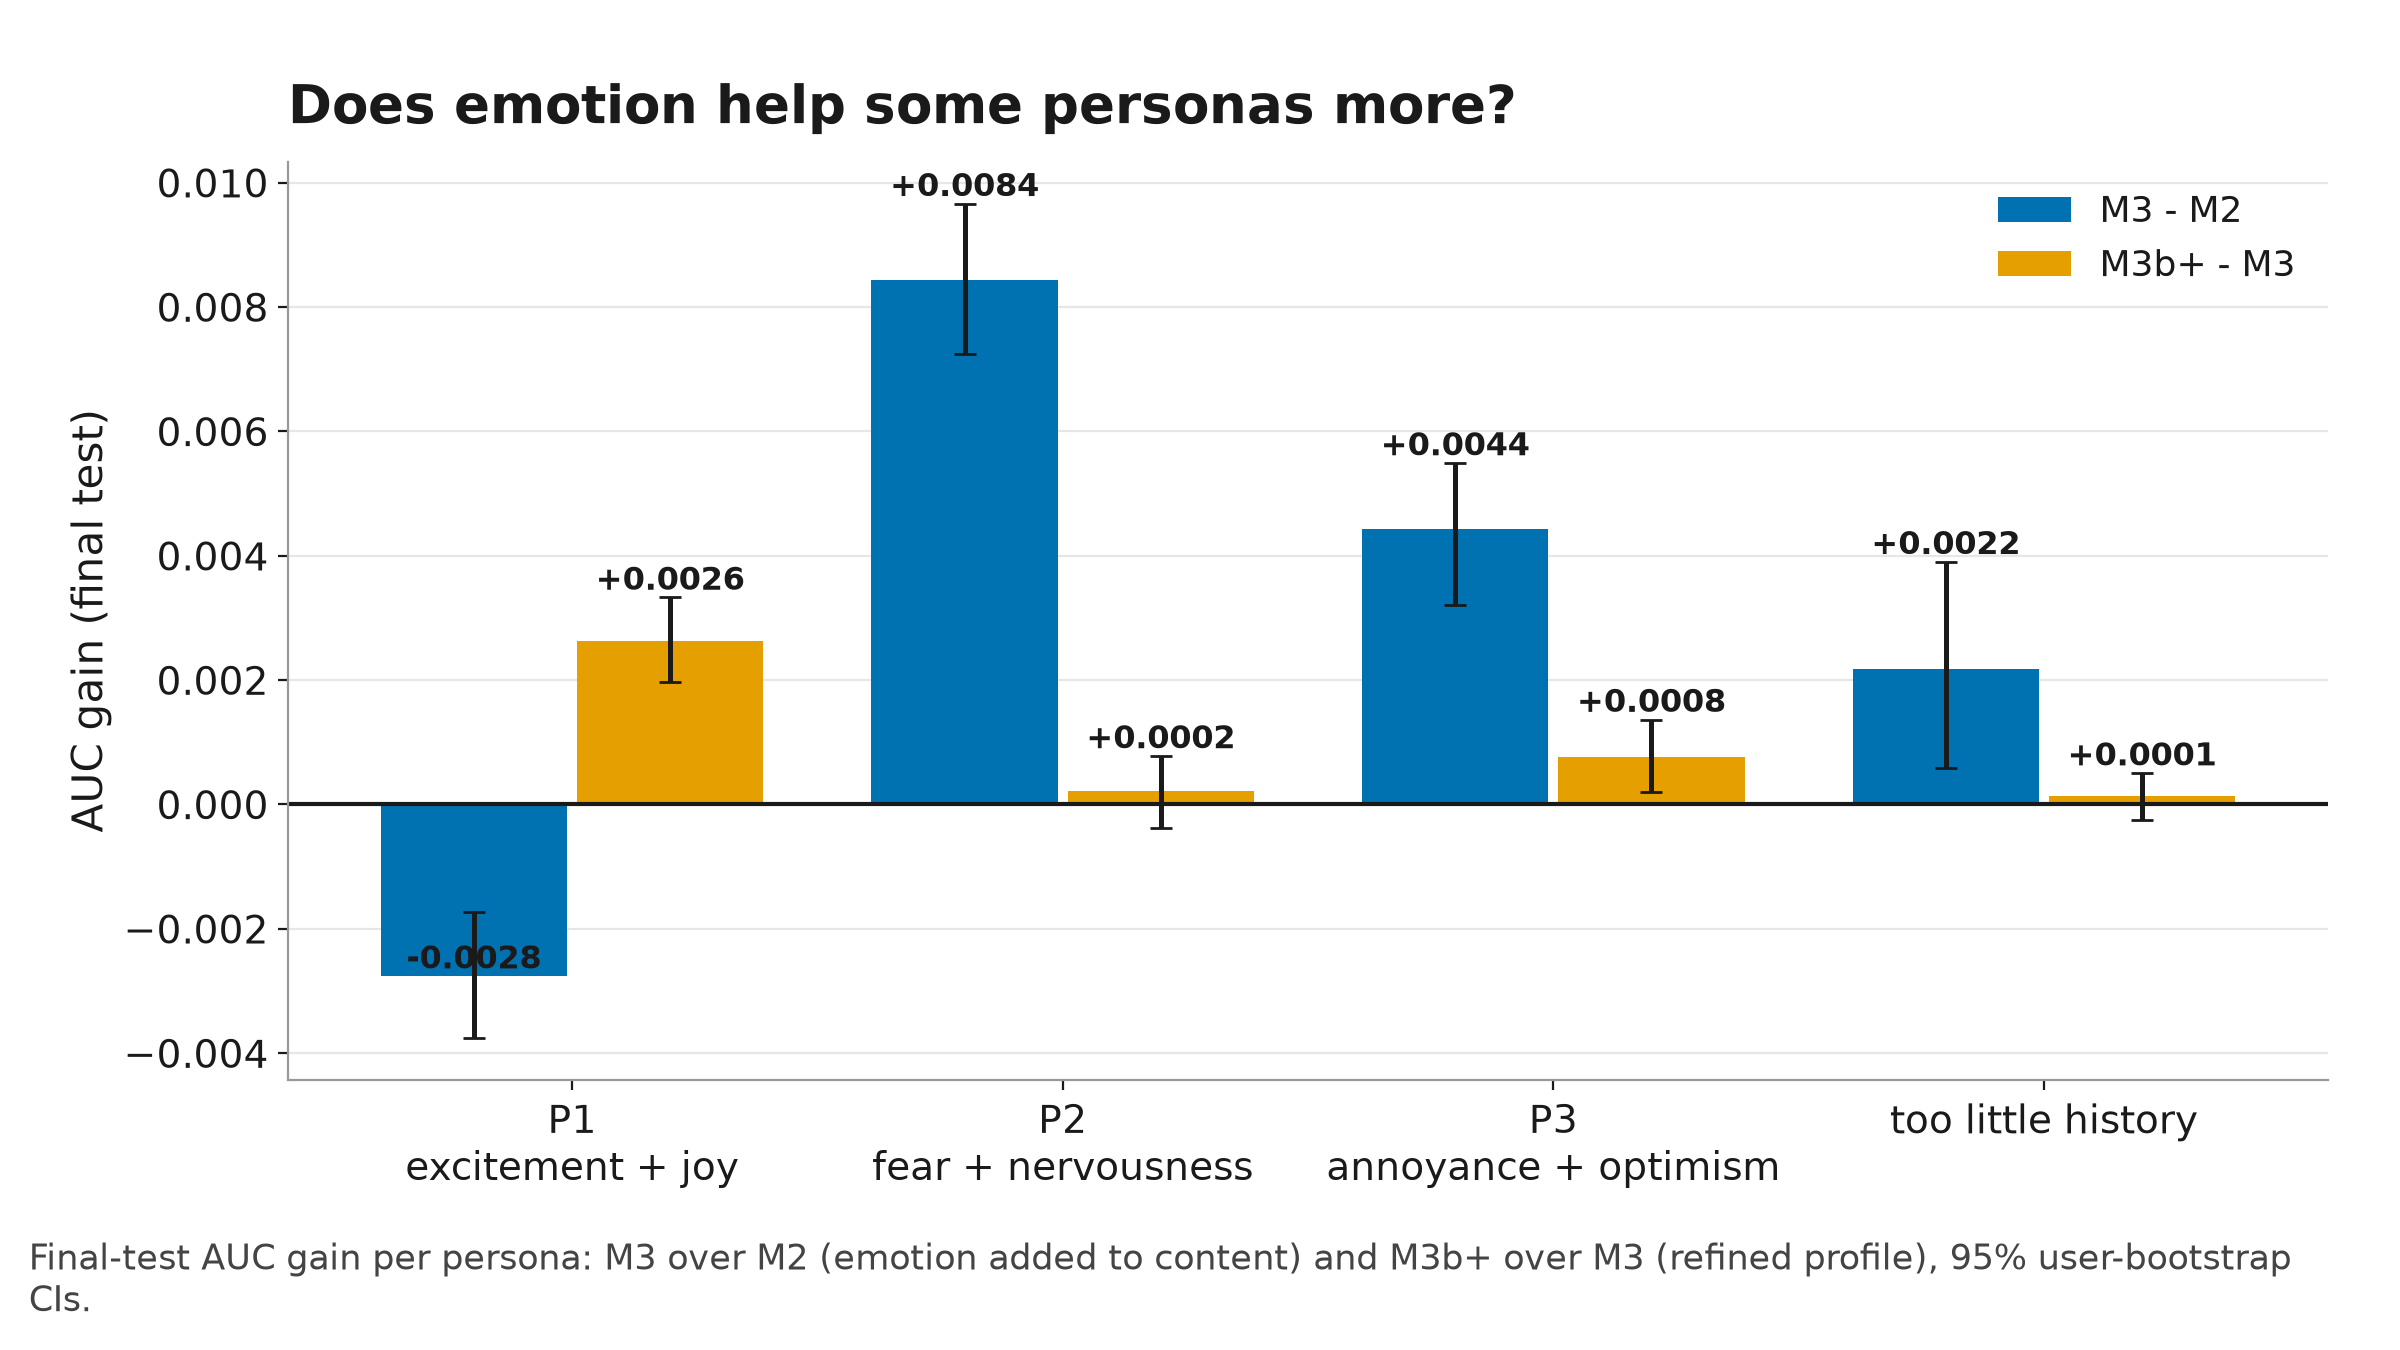 Does emotion help some personas more?
AUC gain (final test)
0.010
0.008
0.006
0.004
0.002
0.000
−0.002
−0.004
M3 - M2
M3b+ - M3
-0.0028
+0.0026
+0.0084
+0.0002
+0.0044
+0.0008
+0.0022
+0.0001
P1
excitement + joy
P2
fear + nervousness
P3
annoyance + optimism
too little history
Final-test AUC gain per persona: M3 over M2 (emotion added to content) and M3b+ over M3 (refined profile), 95% user-bootstrap
CIs.